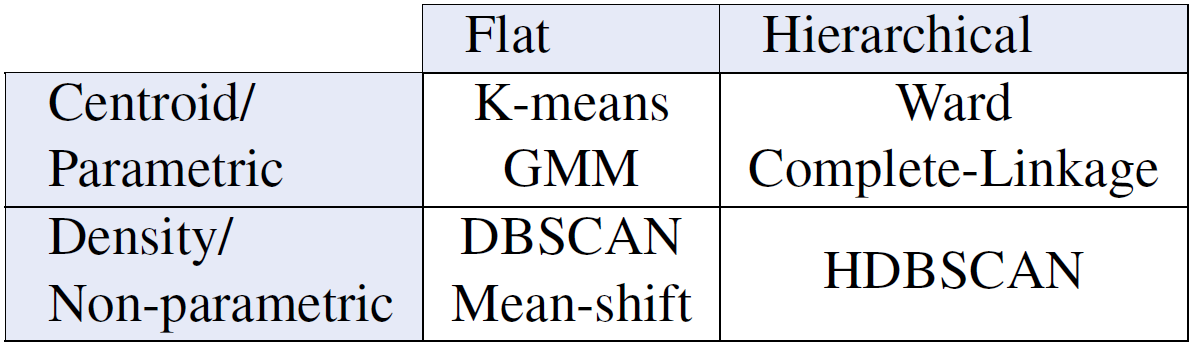 Flat Hierarchical
Centroid/ K-means Ward
Parametric GMM Complete-Linkage
Density/ DBSCAN
HDBSCAN
Non-parametric Mean-shift